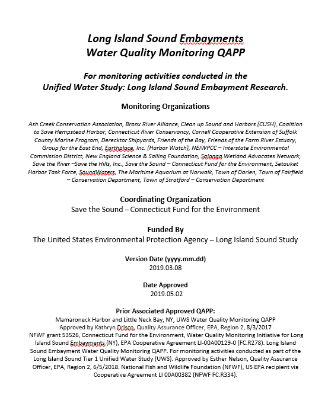 Long Island Sound Embayments
Water Quality Monitoring QAPP
For monitoring activities conducted in the
Unified Water Study: Long Island Sound Embayment Research.
Monitoring Organizations
Ash Creek Conservation Association, Bronx River Alliance, Clean up Sound and Harbors (CUSH), Coalition
to Save Hempstead Harbor, Connecticut River Conservancy, Cornell Cooperative Extension of Suffolk
County Marine Program, Derecktor Shipyards, Friends of the Bay, Friends of the Farm River Estuary,
Group for the East End, Earthplace, Inc. (Harbor Watch), NEIWPCC – Interstate Environmental
Commission District, New England Science & Sailing Foundation, Salonga Wetland Advocates Network,
Save the River –Save the Hills, Inc., Save the Sound – Connecticut Fund for the Environment, Setauket
Harbor Task Force, SoundWaters, The Maritime Aquarium at Norwalk, Town of Darien, Town of Fairfield
– Conservation Department, Town of Stratford – Conservation Department
Coordinating Organization
Save the Sound – Connecticut Fund for the Environment
Funded By
The United States Environmental Protection Agency – Long Island Sound Study
Version Date (yyyy.mm.dd)
2019.03.08
Date Approved
2019.05.02
Prior Associated Approved QAPP:
Mamaroneck Harbor and Little Neck Bay, NY, UWS Water Quality Monitoring QAPP
Approved by Kathryn Drisco, Quality Assurance Officer, EPA, Region 2, 8/3/2017
NFWF grant 53526, Connecticut Fund for the Environment, Water Quality Monitoring Initiative for Long
Island Sound Embayments (NY), EPA Cooperative Agreement LI-00A00129-0 (FC.R278). Long Island
Sound Embayment Water Quality Monitoring QAPP. For monitoring activities conducted as part of the
Long Island Sound Tier 1 Unified Water Study (UWS). Approved by Esther Nelson, Quality Assurance
Officer, EPA, Region 2, 6/5/2018. National Fish and Wildlife Foundation (NFWF), US EPA recipient via
Cooperative Agreement LI-00A00382 (NFWF FC.R334).